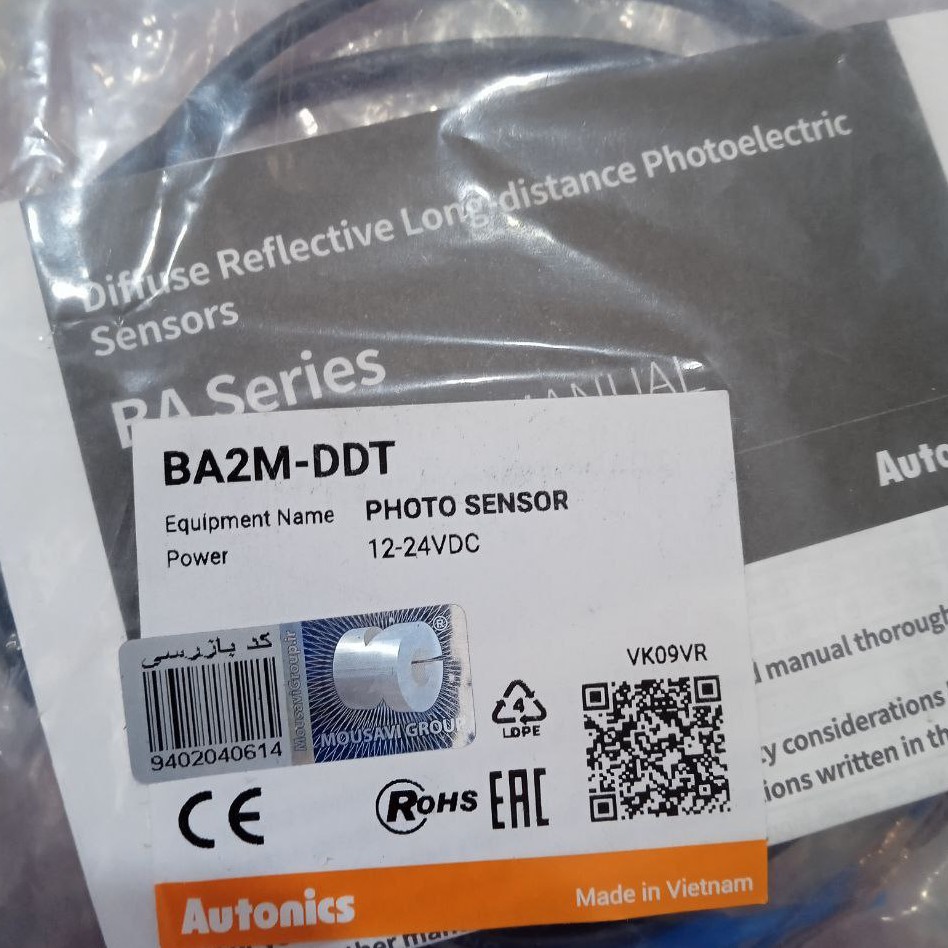 Diffuse Reflective Long-distance Photoelectric
Sensors
BA Series
MANUAL
Auto
BA2M-DDT
Equipment Name PHOTO SENSOR
Power 12-24VDC
کد بازرسی
9402040614
MousaviGroup.ir
®
MOUSAVI GROUP
4
LDPE
VK09VR
CE
RoHS
EAC
Autonics
Made in Vietnam
manual thorough
considerations
written in th